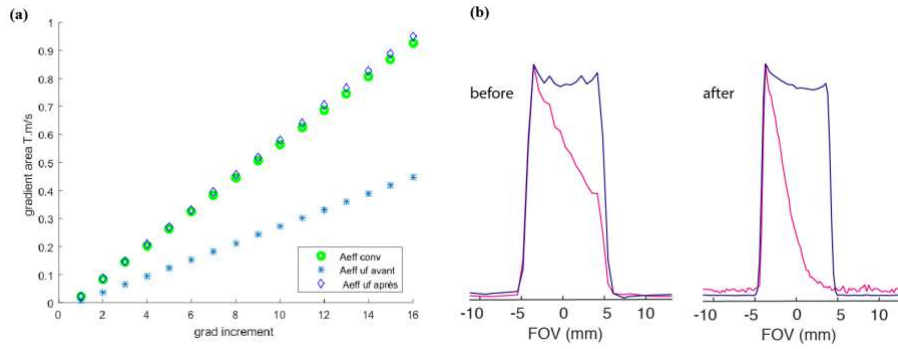 (a)
1
0.9
0.8
0.7
0.6
0.5
0.4
0.3
0.2
0.1
0
0 2 4 6 8 10 12 14 16
gradient area T.m/s
grad increment
Aeff conv
Aeff uf avant
Aeff uf après
(b)
before
-10 -5 0 5 10
FOV (mm)
after
-10 -5 0 5 10
FOV (mm)